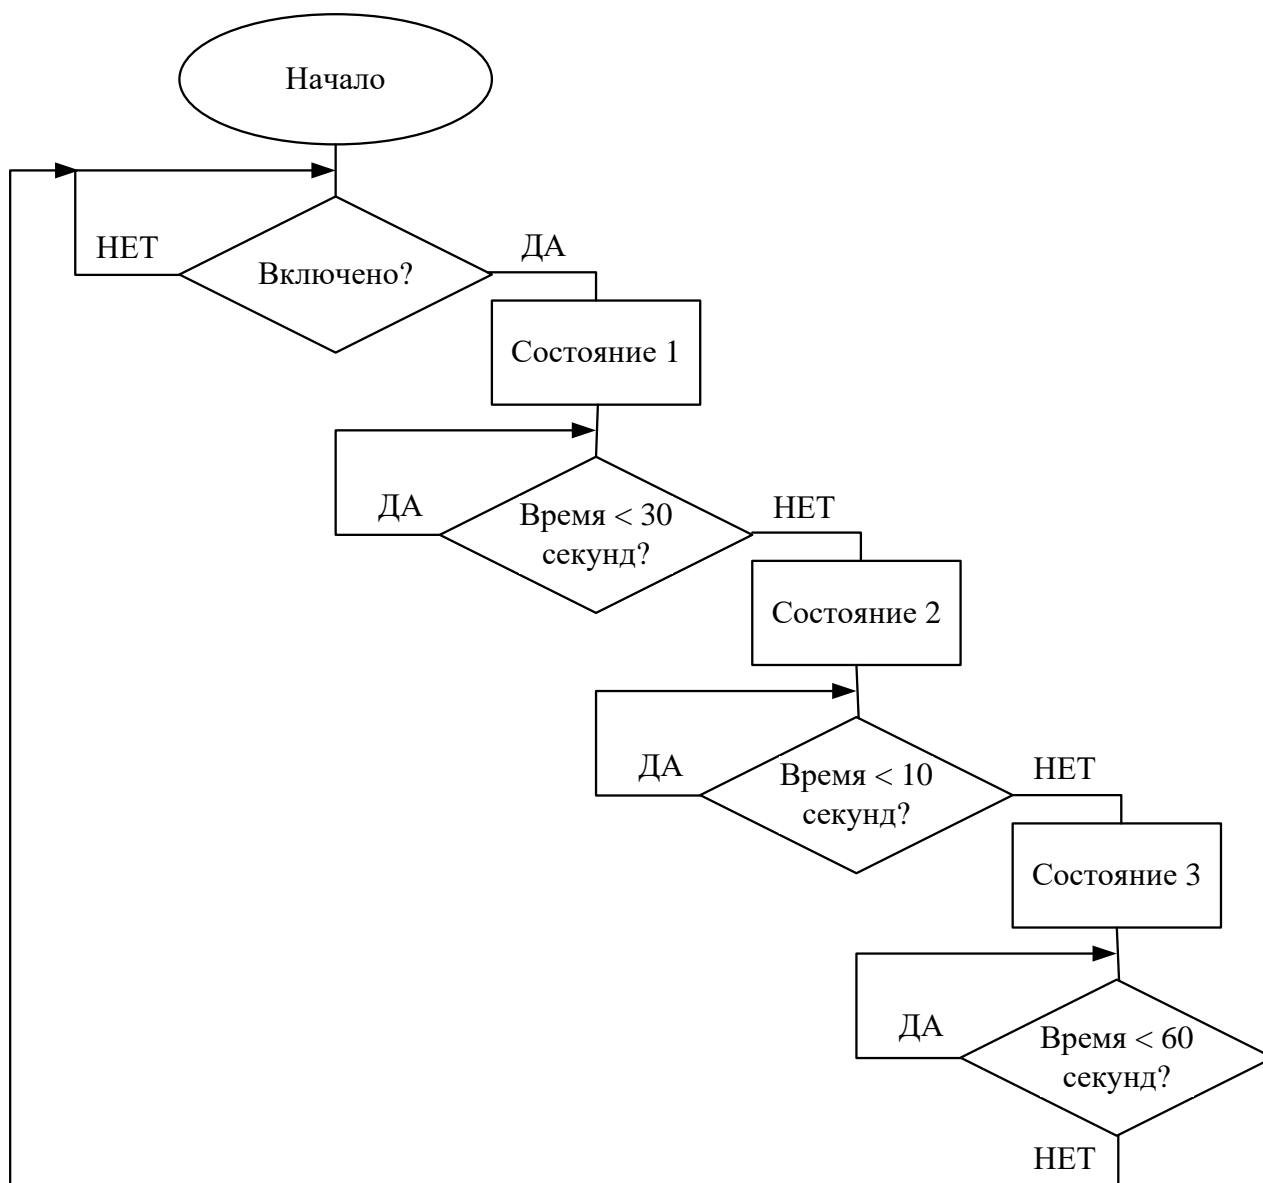 Начало
НЕТ
ДА
Включено?
Состояние 1
ДА
Время < 30
секунд?
НЕТ
Состояние 2
ДА
Время < 10
секунд?
НЕТ
Состояние 3
ДА
Время < 60
секунд?
НЕТ